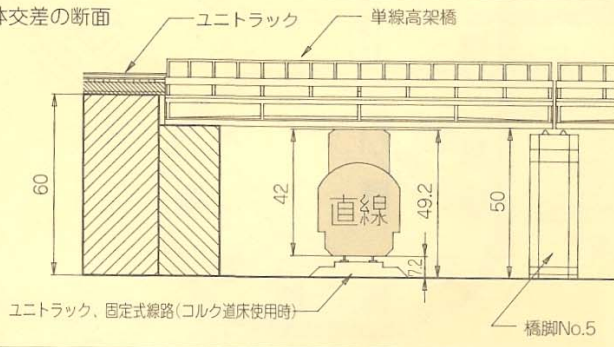 体交差の断面
ユニトラック
単線高架橋
60
42
直線
49.2
7.2
50
ユニトラック、固定式線路(コルク道床使用時)
橋脚No.5